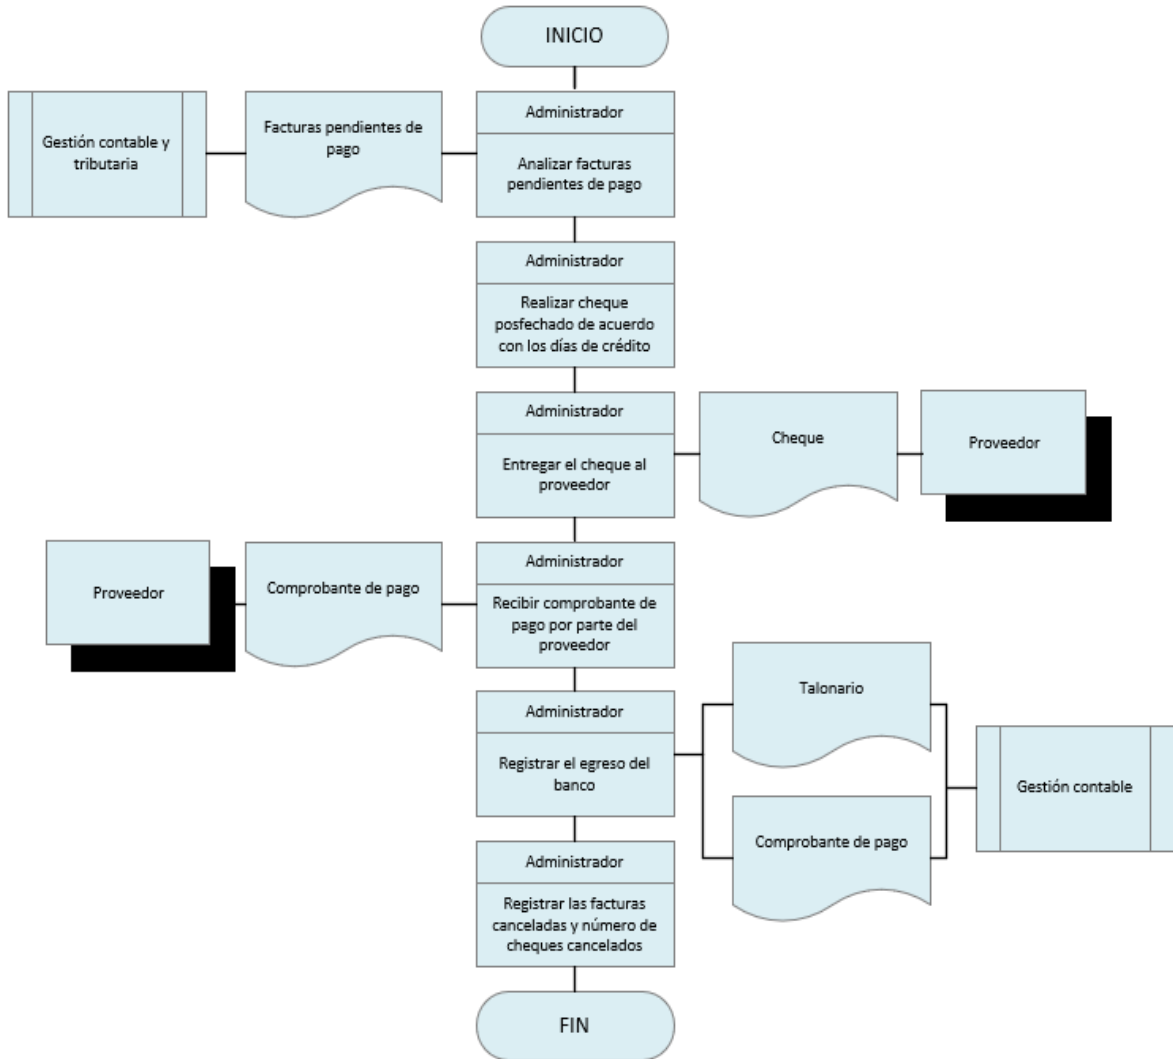 INICIO
Gestión contable y
tributaria
Facturas pendientes de
pago
Administrador
Analizar facturas
pendientes de pago
Administrador
Realizar cheque
posfechado de acuerdo
con los días de crédito
Administrador
Entregar el cheque al
proveedor
Cheque
Proveedor
Proveedor
Comprobante de pago
Administrador
Recibir comprobante de
pago por parte del
proveedor
Administrador
Registrar el egreso del
banco
Talonario
Comprobante de pago
Gestión contable
Administrador
Registrar las facturas
canceladas y número de
cheques cancelados
FIN